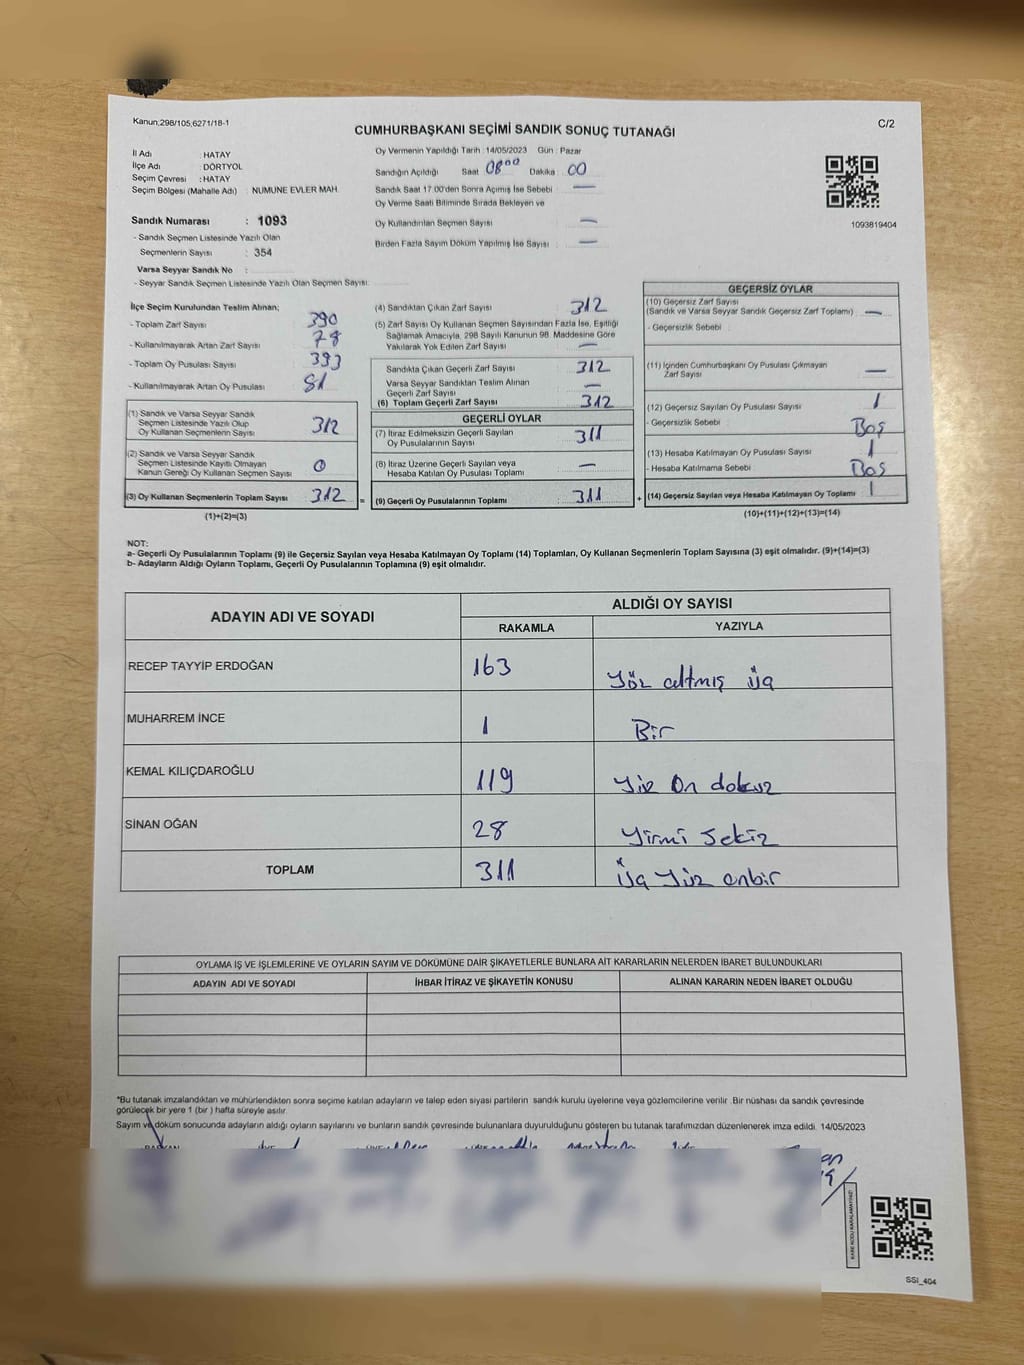 Kanun;298/105,6271/18-1
CUMHURBAŞKANI SEÇİMİ SANDIK SONUÇ TUTANAĞI
C/2
İl Adı : HATAY
İlçe Adı : DÖRTYOL
Seçim Çevresi : HATAY
Seçim Bölgesi (Mahalle Adı) : NUMUNE EVLER MAH.
Sandık Numarası : 1093
- Sandık Seçmen Listesinde Yazılı Olan
Seçmenlerin Sayısı : 354
Varsa Seyyar Sandık No :
- Seyyar Sandık Seçmen Listesinde Yazılı Olan Seçmen Sayısı:
Oy Vermenin Yapıldığı Tarih : 14/05/2023 Gün : Pazar
Sandığın Açıldığı Saat 08 00 Dakika 00
Sandık Saat 17.00'den Sonra Açımış İse Sebebi —
Oy Verme Saati Bitiminde Sırada Bekleyen ve
Oy Kullandırılan Seçmen Sayısı —
Birden Fazla Sayım Döküm Yapılmış İse Sayısı —
1093819404
İlçe Seçim Kurulundan Teslim Alınan;
- Toplam Zarf Sayısı 390
- Kullanılmayarak Artan Zarf Sayısı 78
- Toplam Oy Pusulası Sayısı 393
- Kullanılmayarak Artan Oy Pusulası 81
(1) Sandık ve Varsa Seyyar Sandık
Seçmen Listesinde Yazılı Olup
Oy Kullanan Seçmenlerin Sayısı 312
(2) Sandık ve Varsa Seyyar Sandık
Seçmen Listesinde Kayıtlı Olmayan
Kanun Gereği Oy Kullanan Seçmen Sayısı 0
(3) Oy Kullanan Seçmenlerin Toplam Sayısı 312 =
(1)+(2)=(3)
(4) Sandıktan Çıkan Zarf Sayısı 312
(5) Zarf Sayısı Oy Kullanan Seçmen Sayısından Fazla İse, Eşitliği
Sağlamak Amacıyla, 298 Sayılı Kanunun 98. Maddesine Göre
Yakılarak Yok Edilen Zarf Sayısı —
Sandıkta Çıkan Geçerli Zarf Sayısı 312
Varsa Seyyar Sandıktan Teslim Alınan
Geçerli Zarf Sayısı —
(6) Toplam Geçerli Zarf Sayısı 312
GEÇERLİ OYLAR
(7) İtiraz Edilmeksizin Geçerli Sayılan
Oy Pusulalarının Sayısı 311
(8) İtiraz Üzerine Geçerli Sayılan veya
Hesaba Katılan Oy Pusulası Toplamı —
(9) Geçerli Oy Pusulalarının Toplamı 311 +
GEÇERSİZ OYLAR
(10) Geçersiz Zarf Sayısı
(Sandık ve Varsa Seyyar Sandık Geçersiz Zarf Toplamı) —
- Geçersizlik Sebebi
(11) İçinden Cumhurbaşkanı Oy Pusulası Çıkmayan
Zarf Sayısı —
(12) Geçersiz Sayılan Oy Pusulası Sayısı 1
- Geçersizlik Sebebi Boş
(13) Hesaba Katılmayan Oy Pusulası Sayısı 1
- Hesaba Katılmama Sebebi Boş
(14) Geçersiz Sayılan veya Hesaba Katılmayan Oy Toplamı 1
(10)+(11)+(12)+(13)=(14)
NOT:
a- Geçerli Oy Pusulalarının Toplamı (9) ile Geçersiz Sayılan veya Hesaba Katılmayan Oy Toplamı (14) Toplamları, Oy Kullanan Seçmenlerin Toplam Sayısına (3) eşit olmalıdır. (9)+(14)=(3)
b- Adayların Aldığı Oyların Toplamı, Geçerli Oy Pusulalarının Toplamına (9) eşit olmalıdır.
ADAYIN ADI VE SOYADI
ALDIĞI OY SAYISI
RAKAMLA YAZIYLA
RECEP TAYYİP ERDOĞAN 163 Yüz altmış üç
MUHARREM İNCE 1 Bir
KEMAL KILIÇDAROĞLU 119 Yüz On dokuz
SİNAN OĞAN 28 Yirmi Sekiz
TOPLAM 311 Üç Yüz onbir
OYLAMA İŞ VE İŞLEMLERİNE VE OYLARIN SAYIM VE DÖKÜMÜNE DAİR ŞİKAYETLERLE BUNLARA AİT KARARLARIN NELERDEN İBARET BULUNDUKLARI
ADAYIN ADI VE SOYADI İHBAR İTİRAZ VE ŞİKAYETİN KONUSU ALINAN KARARIN NEDEN İBARET OLDUĞU
*Bu tutanak imzalandıktan ve mühürlendikten sonra seçime katılan adayların ve talep eden siyasi partilerin sandık kurulu üyelerine veya gözlemcilerine verilir .Bir nüshası da sandık çevresinde
görülecek bir yere 1 (bir ) hafta süreyle asılır.
Sayım ve döküm sonucunda adayların aldığı oyların sayılarını ve bunların sandık çevresinde bulunanlara duyurulduğunu gösteren bu tutanak tarafımızdan düzenlenerek imza edildi. 14/05/2023
SSI_404